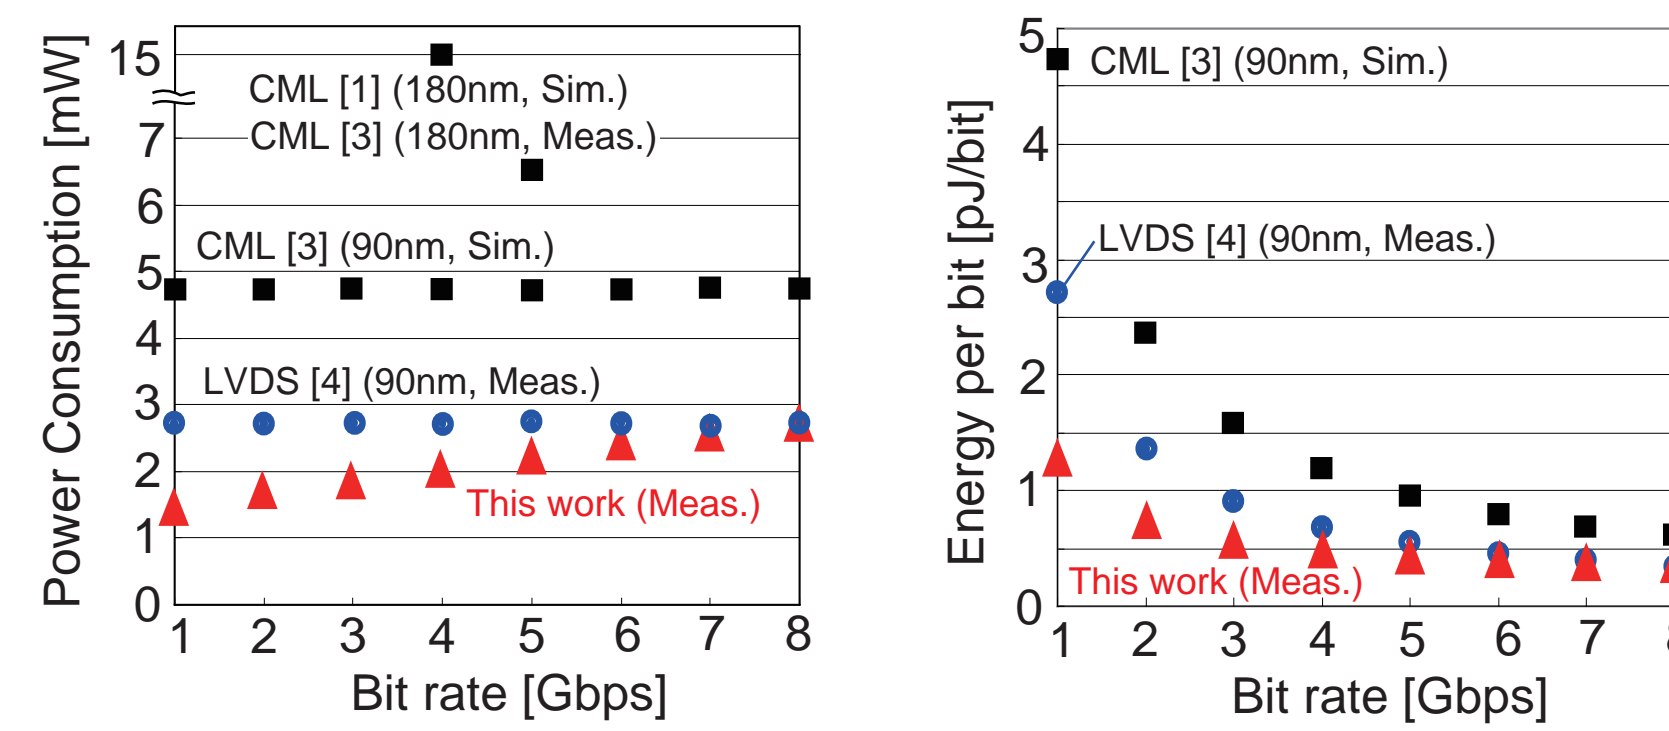 Power Consumption [mW]
15
7
6
5
4
3
2
1
0
CML [1] (180nm, Sim.)
CML [3] (180nm, Meas.)
CML [3] (90nm, Sim.)
LVDS [4] (90nm, Meas.)
This work (Meas.)
1 2 3 4 5 6 7 8
Bit rate [Gbps]
Energy per bit [pJ/bit]
5
4
3
2
1
0
CML [3] (90nm, Sim.)
LVDS [4] (90nm, Meas.)
This work (Meas.)
1 2 3 4 5 6 7
Bit rate [Gbps]